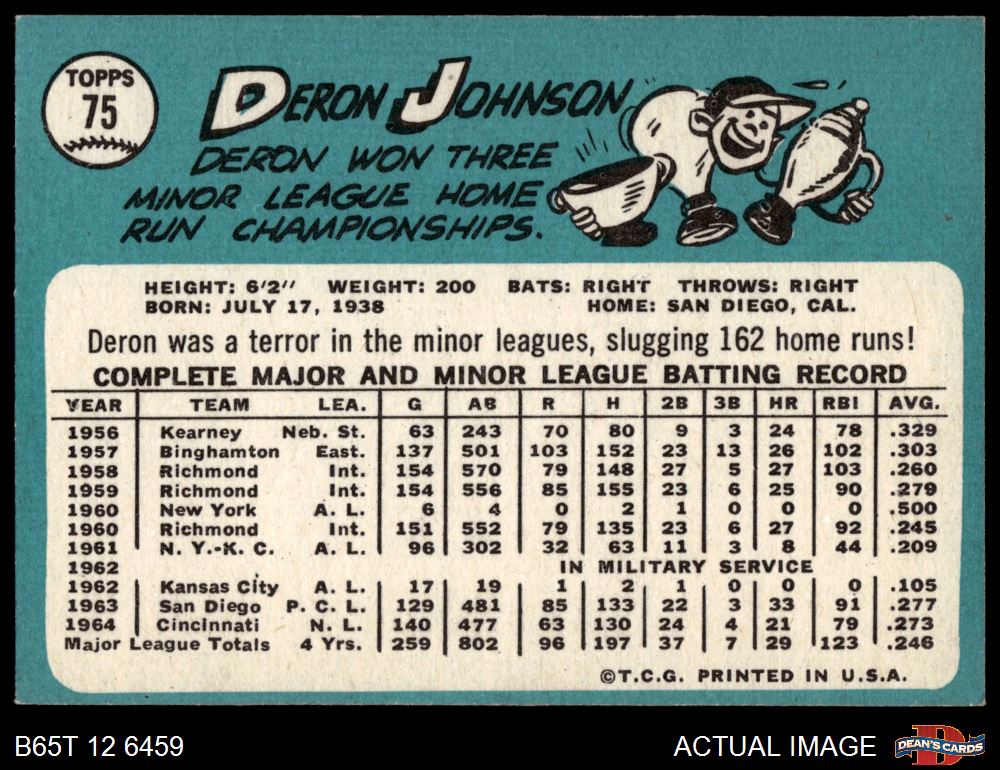 TOPPS
75
DERON JOHNSON
DERON WON THREE
MINOR LEAGUE HOME
RUN CHAMPIONSHIPS.
HEIGHT: 6'2" WEIGHT: 200 BATS: RIGHT THROWS: RIGHT
BORN: JULY 17, 1938 HOME: SAN DIEGO, CAL.
Deron was a terror in the minor leagues, slugging 162 home runs!
COMPLETE MAJOR AND MINOR LEAGUE BATTING RECORD
YEAR TEAM LEA. G AB R H 2B 3B HR RBI AVG.
1956 Kearney Neb. St. 63 243 70 80 9 3 24 78 .329
1957 Binghamton East. 137 501 103 152 23 13 26 102 .303
1958 Richmond Int. 154 570 79 148 27 5 27 103 .260
1959 Richmond Int. 154 556 85 155 23 6 25 90 .279
1960 New York A. L. 6 4 0 2 1 0 0 0 .500
1960 Richmond Int. 151 552 79 135 23 6 27 92 .245
1961 N. Y.-K. C. A. L. 96 302 32 63 11 3 8 44 .209
1962 IN MILITARY SERVICE
1962 Kansas City A. L. 17 19 1 2 1 0 0 0 .105
1963 San Diego P. C. L. 129 481 85 133 22 3 33 91 .277
1964 Cincinnati N. L. 140 477 63 130 24 4 21 79 .273
Major League Totals 4 Yrs. 259 802 96 197 37 7 29 123 .246
©T.C.G. PRINTED IN U.S.A.
B65T 12 6459 ACTUAL IMAGE D DEAN'S CARDS